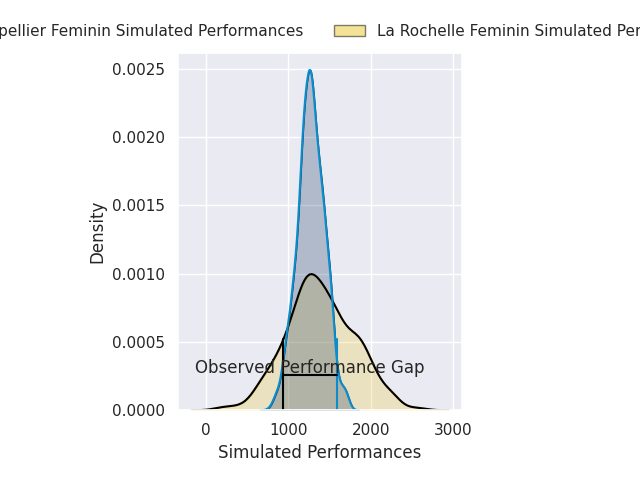 pellier Feminin Simulated Performances La Rochelle Feminin Simulated Per
0.0025
0.0020
0.0015
0.0010
0.0005
0.0000
Density
Observed Performance Gap
0 1000 2000 3000
Simulated Performances